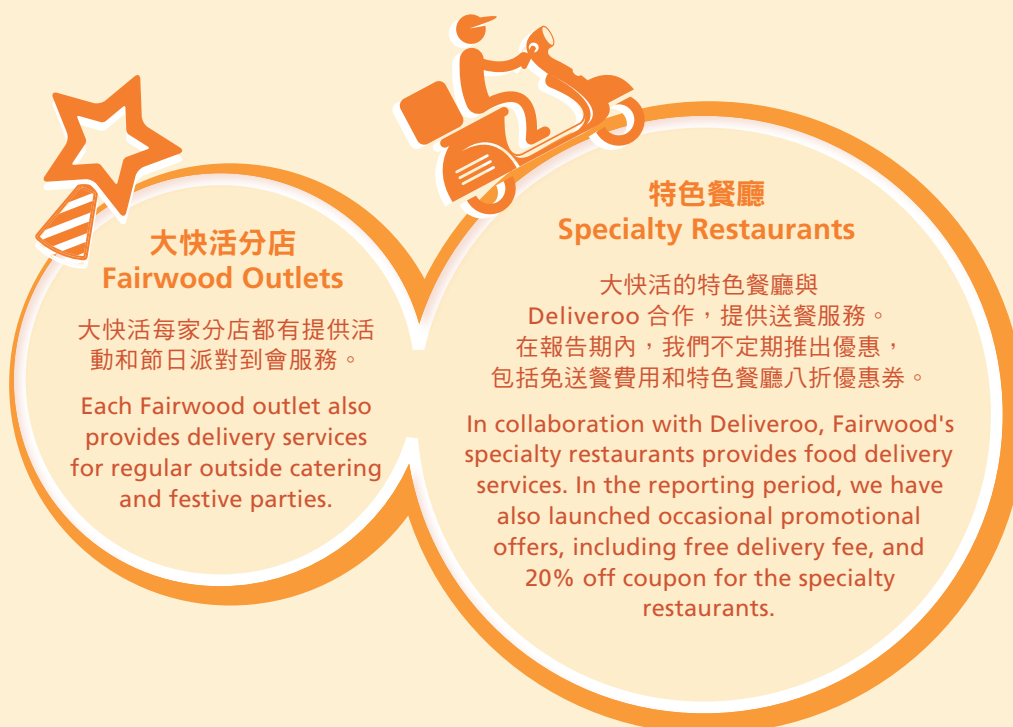 大快活分店
Fairwood Outlets
大快活每家分店都有提供活
動和節日派對到會服務。
Each Fairwood outlet also
provides delivery services
for regular outside catering
and festive parties.
特色餐廳
Specialty Restaurants
大快活的特色餐廳與
Deliveroo 合作，提供送餐服務。
在報告期內，我們不定期推出優惠，
包括免送餐費用和特色餐廳八折優惠券。
In collaboration with Deliveroo, Fairwood's
specialty restaurants provides food delivery
services. In the reporting period, we have
also launched occasional promotional
offers, including free delivery fee, and
20% off coupon for the specialty
restaurants.